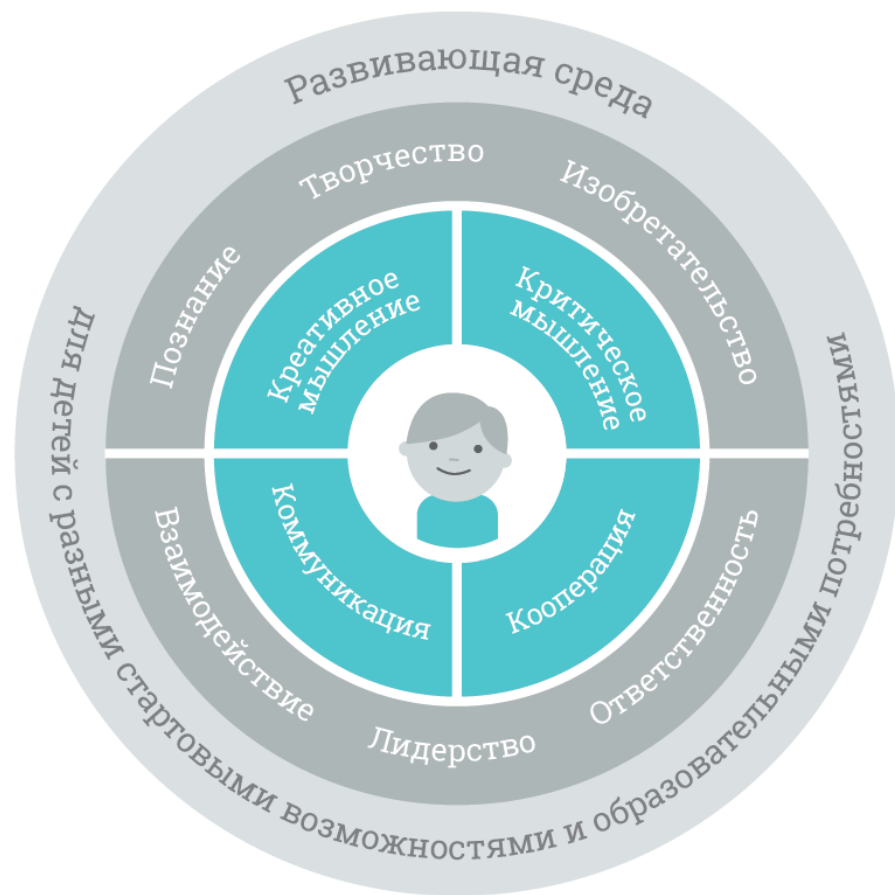 Развивающая среда
для детей с разными стартовыми возможностями и образовательными потребностями
Познание
Творчество
Изобретательство
Взаимодействие
Лидерство
Ответственность
Креативное
мышление
Критическое
мышление
Коммуникация
Кооперация